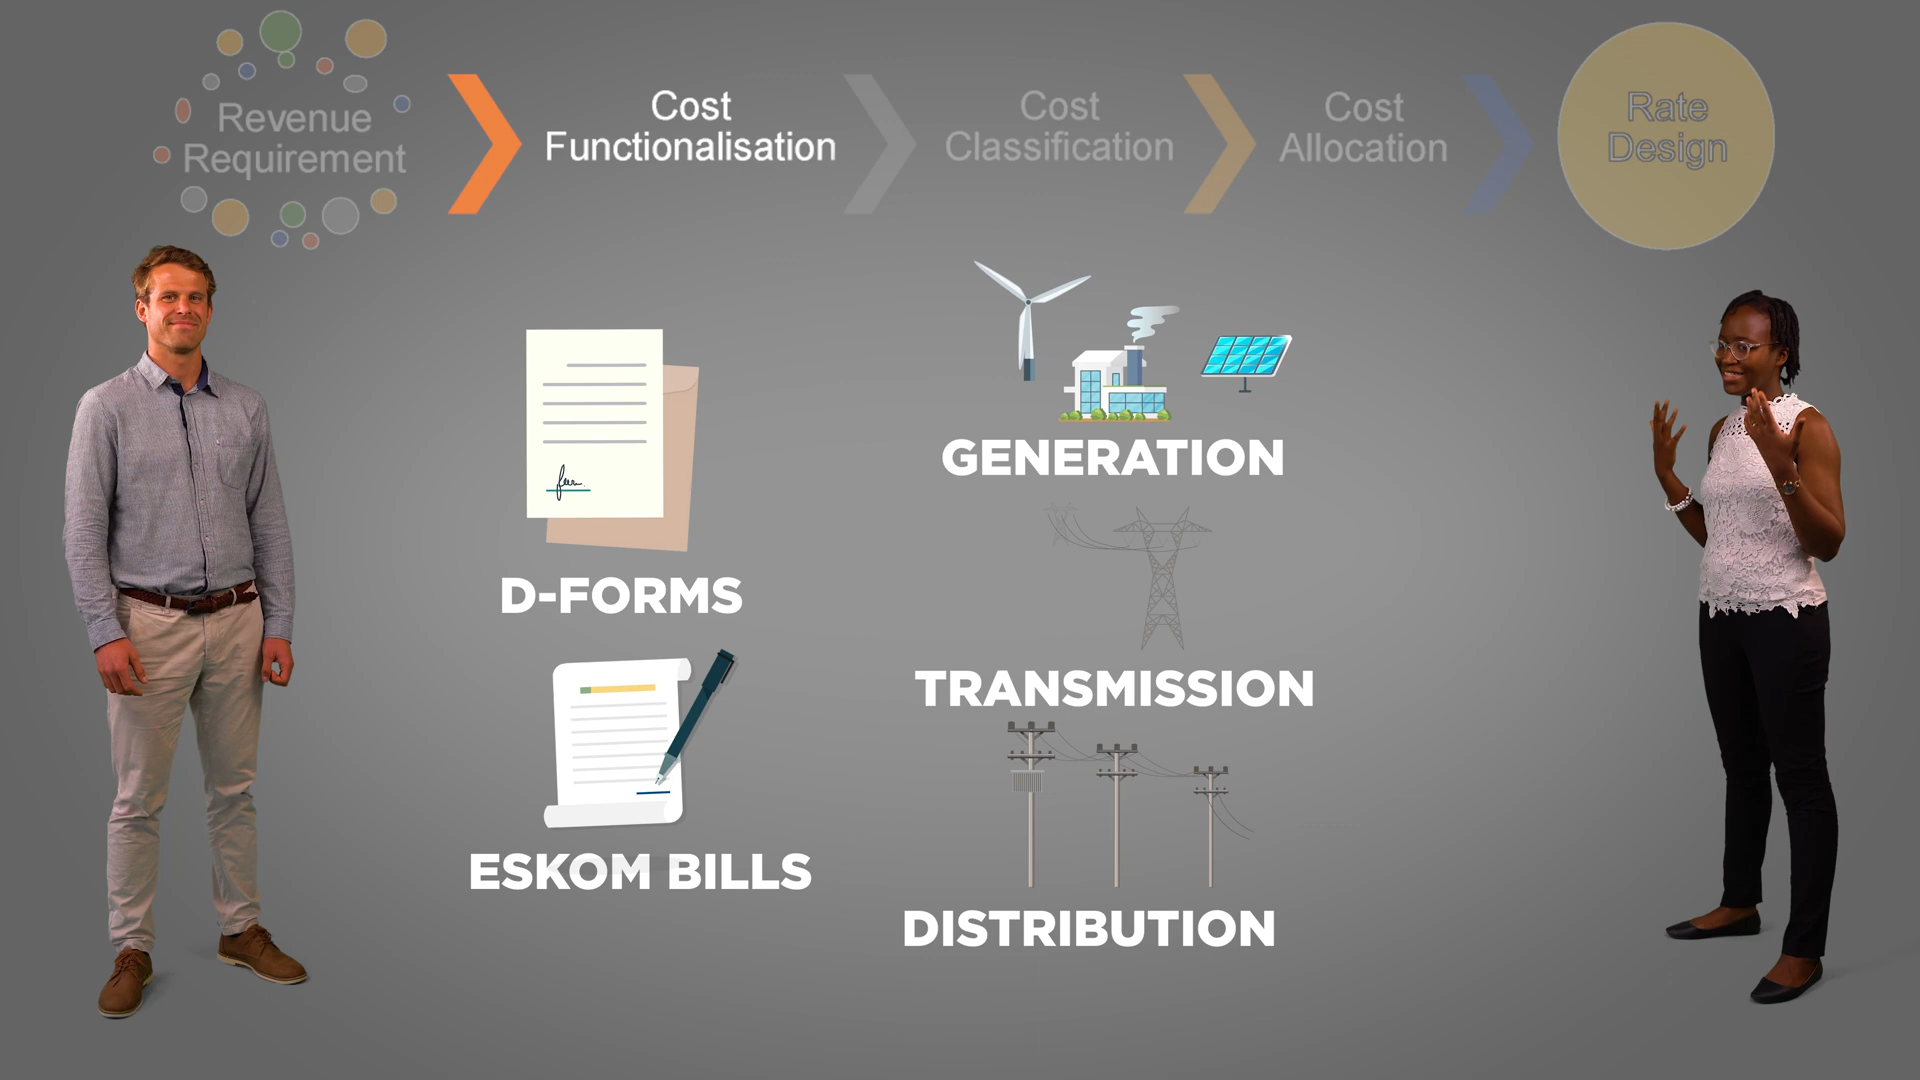 Revenue
Requirement
Cost
Functionalisation
Cost
Classification
Cost
Allocation
Rate
Design
D-FORMS
ESKOM BILLS
GENERATION
TRANSMISSION
DISTRIBUTION